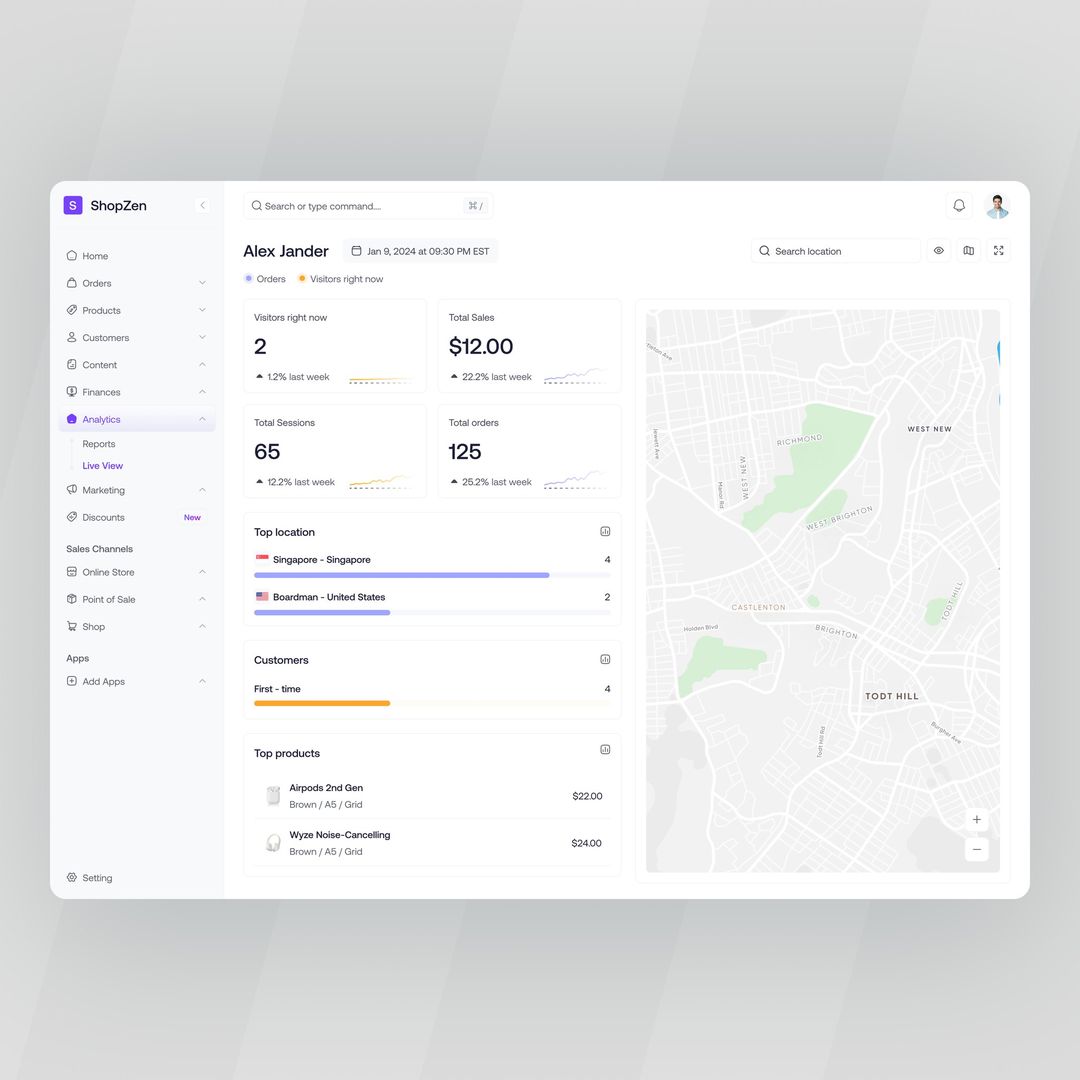 S ShopZen
Search or type command....
⌘ /
Home
Orders
Products
Customers
Content
Finances
Analytics
Reports
Live View
Marketing
Discounts
New
Sales Channels
Online Store
Point of Sale
Shop
Apps
Add Apps
Setting
Alex Jander
Jan 9, 2024 at 09:30 PM EST
Search location
Orders
Visitors right now
Visitors right now
2
1.2% last week
Total Sales
$12.00
22.2% last week
Total Sessions
65
12.2% last week
Total orders
125
25.2% last week
Top location
Singapore - Singapore
4
Boardman - United States
2
Customers
First - time
4
Top products
Airpods 2nd Gen
Brown / A5 / Grid
$22.00
Wyze Noise-Cancelling
Brown / A5 / Grid
$24.00
Jewett Ave
Manor Rd
WEST NEW
RICHMOND
WEST NEW
WEST BRIGHTON
CASTLENTON
TODT HILL
Holden Blvd
BRIGHTON
TODT HILL
Todt Hill Rd
Burgher Ave
+
−